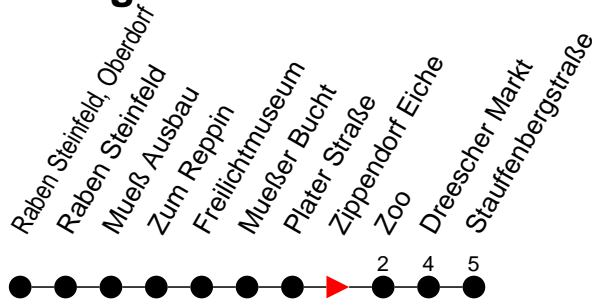 Raben Steinfeld, Oberdorf
Raben Steinfeld
Mueß Ausbau
Zum Reppin
Freilichtmuseum
Mueßer Bucht
Plater Straße
Zippendorf Eiche
Zoo
Dreescher Markt
Stauffenbergstraße
2 4 5